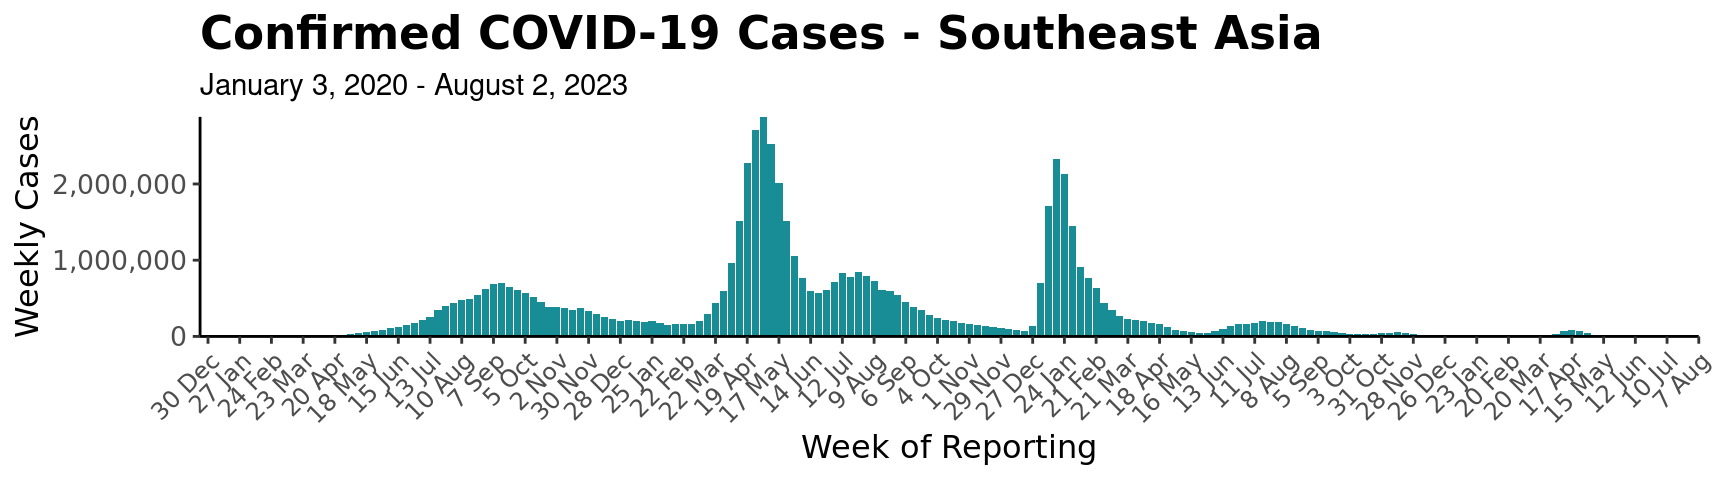 Confirmed COVID-19 Cases - Southeast Asia
January 3, 2020 - August 2, 2023
Weekly Cases
2,000,000
1,000,000
0
30 Dec
27 Jan
24 Feb
23 Mar
20 Apr
18 May
15 Jun
13 Jul
10 Aug
7 Sep
5 Oct
2 Nov
30 Nov
28 Dec
25 Jan
22 Feb
22 Mar
19 Apr
17 May
14 Jun
12 Jul
9 Aug
6 Sep
4 Oct
1 Nov
29 Nov
27 Dec
24 Jan
21 Feb
21 Mar
18 Apr
16 May
13 Jun
11 Jul
8 Aug
5 Sep
3 Oct
31 Oct
28 Nov
26 Dec
23 Jan
20 Feb
20 Mar
17 Apr
15 May
12 Jun
10 Jul
7 Aug
Week of Reporting